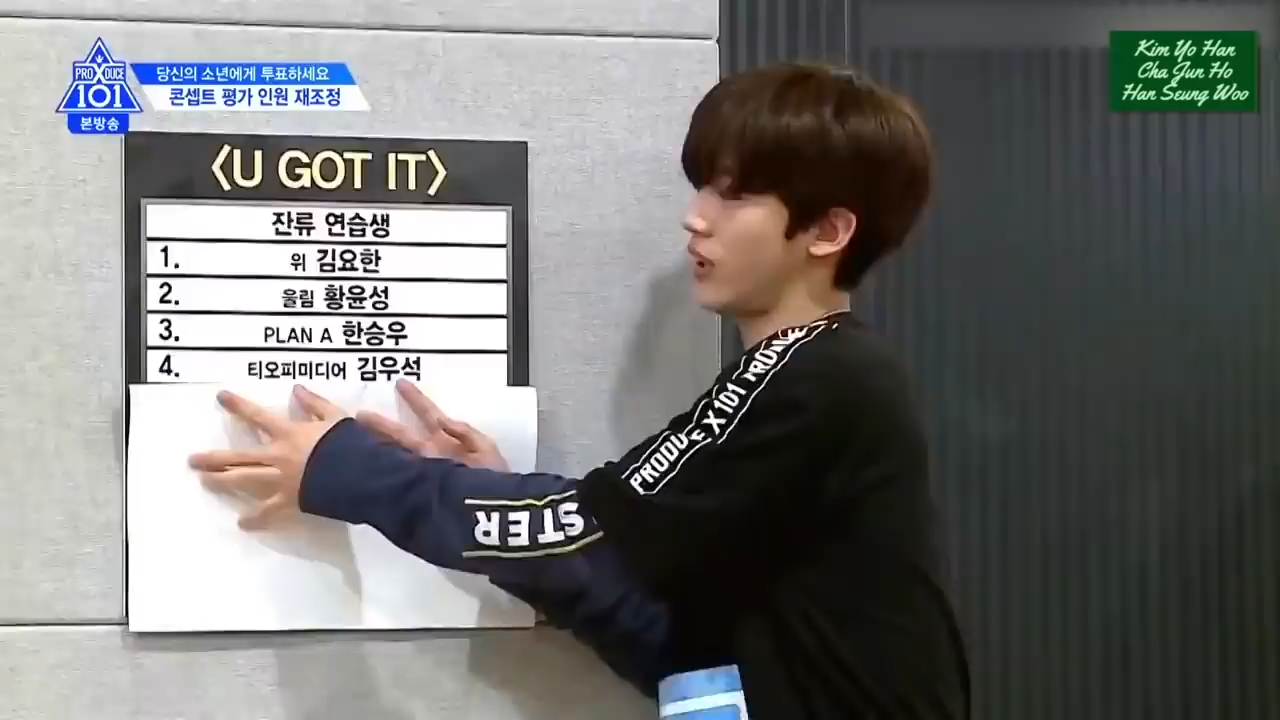 PRODUCE
X
101
본방송
당신의 소년에게 투표하세요
콘셉트 평가 인원 재조정
Kim Yo Han
Cha Jun Ho
Han Seung Woo
<U GOT IT>
잔류 연습생
1. 위 김요한
2. 울림 황윤성
3. PLAN A 한승우
4. 티오피미디어 김우석
PRODUCE X 101 PRODUCE
STER